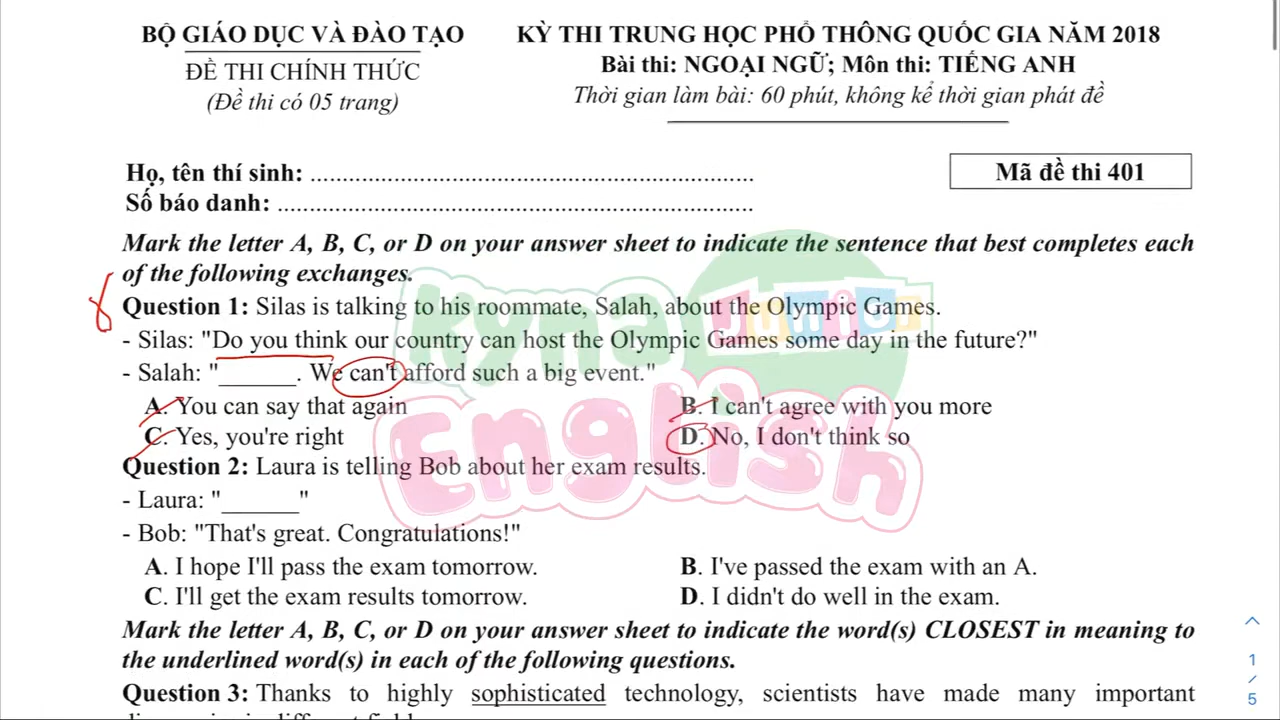 BỘ GIÁO DỤC VÀ ĐÀO TẠO
ĐỀ THI CHÍNH THỨC
(Đề thi có 05 trang)
KỲ THI TRUNG HỌC PHỔ THÔNG QUỐC GIA NĂM 2018
Bài thi: NGOẠI NGỮ; Môn thi: TIẾNG ANH
Thời gian làm bài: 60 phút, không kể thời gian phát đề
Họ, tên thí sinh: ........................................................................
Số báo danh: .............................................................................
Mã đề thi 401
Mark the letter A, B, C, or D on your answer sheet to indicate the sentence that best completes each
of the following exchanges.
Question 1: Silas is talking to his roommate, Salah, about the Olympic Games.
- Silas: "Do you think our country can host the Olympic Games some day in the future?"
- Salah: "______. We can't afford such a big event."
A. You can say that again B. I can't agree with you more
C. Yes, you're right D. No, I don't think so
Question 2: Laura is telling Bob about her exam results.
- Laura: "______"
- Bob: "That's great. Congratulations!"
A. I hope I'll pass the exam tomorrow. B. I've passed the exam with an A.
C. I'll get the exam results tomorrow. D. I didn't do well in the exam.
Mark the letter A, B, C, or D on your answer sheet to indicate the word(s) CLOSEST in meaning to
the underlined word(s) in each of the following questions.
Question 3: Thanks to highly sophisticated technology, scientists have made many important
Kyna Junior
English
1
/
5